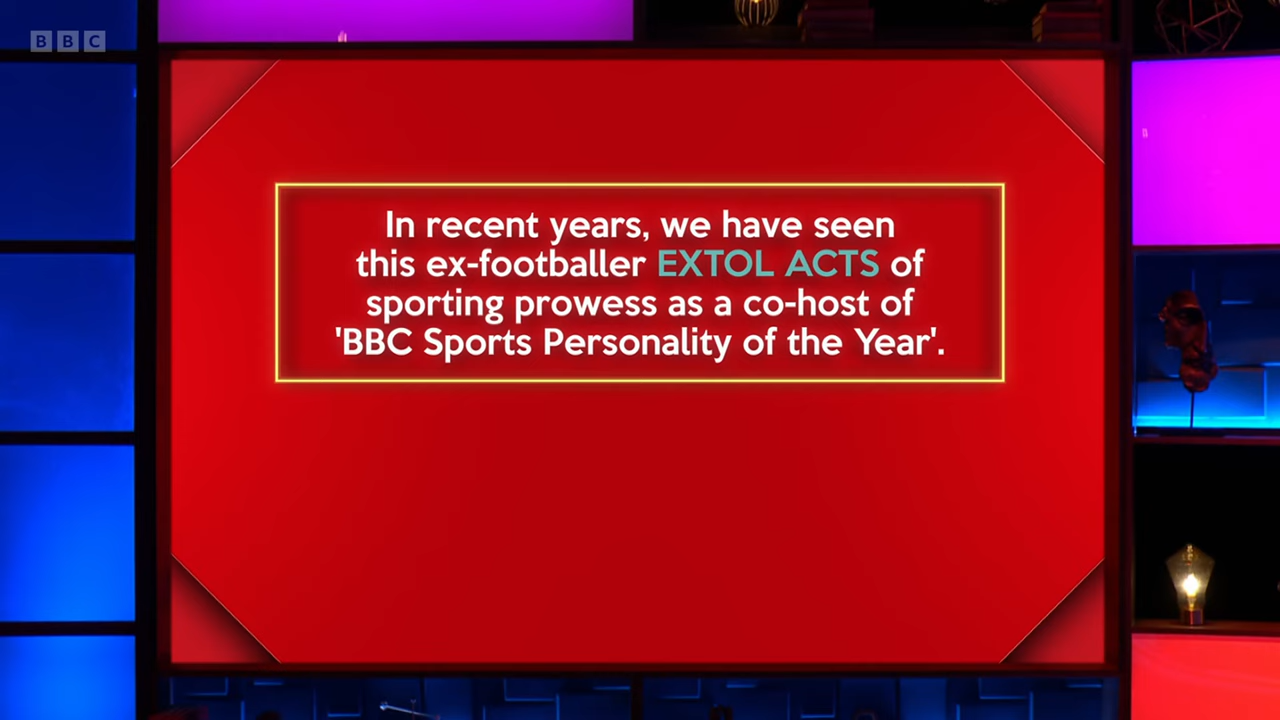 BBC
In recent years, we have seen
this ex-footballer EXTOL ACTS of
sporting prowess as a co-host of
'BBC Sports Personality of the Year'.